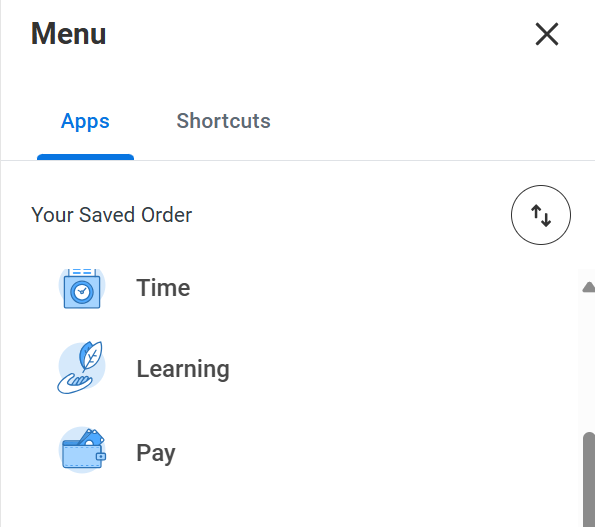 Menu
Apps
Shortcuts
Your Saved Order
Time
Learning
Pay